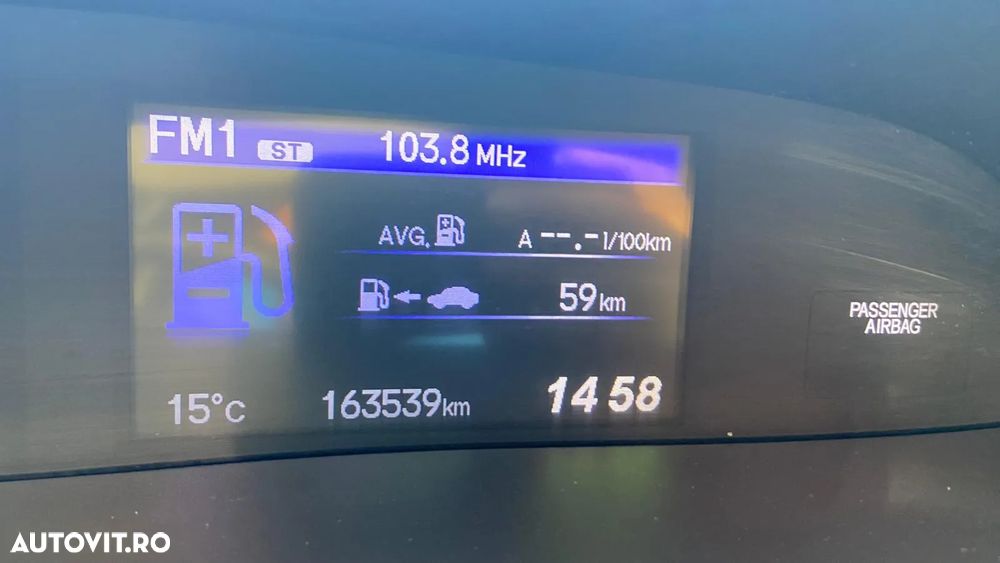 FM1 ST 103.8 MHz
AVG. A --.- l/100km
59 km
PASSENGER
AIRBAG
15°C 163539km 14 58
AUTOVIT.RO